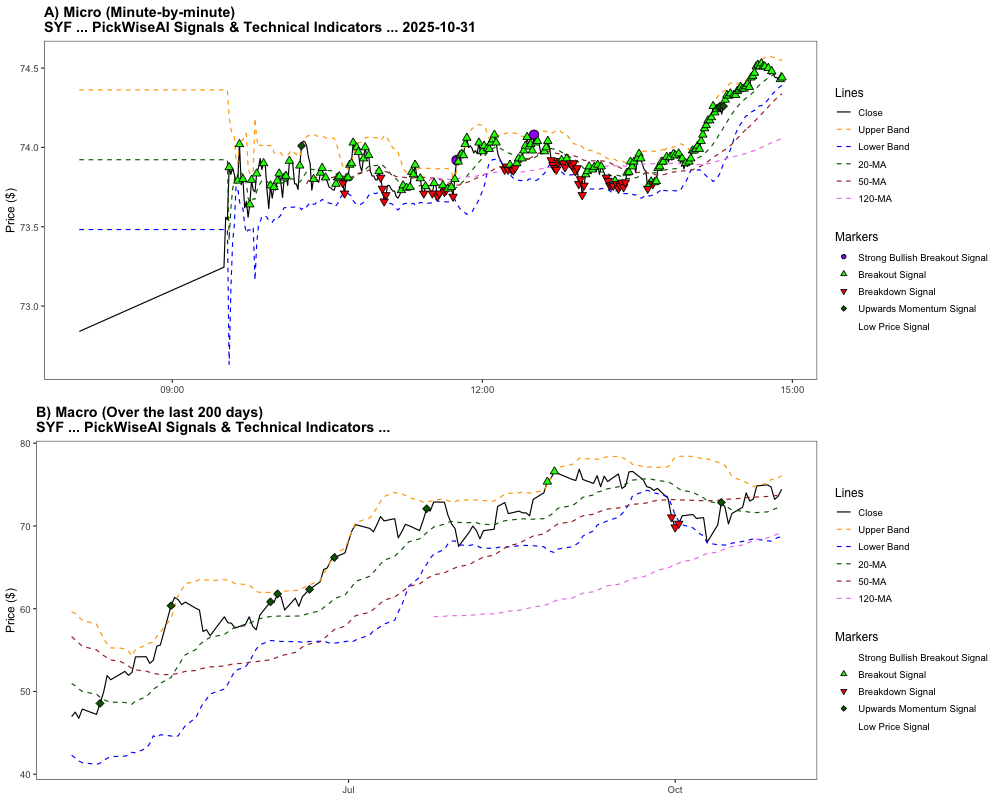 A) Micro (Minute-by-minute)
SYF ... PickWiseAI Signals & Technical Indicators ... 2025-10-31
Price ($)
74.5
74.0
73.5
73.0
09:00
12:00
15:00
Lines
Close
Upper Band
Lower Band
20-MA
50-MA
120-MA
Markers
Strong Bullish Breakout Signal
Breakout Signal
Breakdown Signal
Upwards Momentum Signal
Low Price Signal
B) Macro (Over the last 200 days)
SYF ... PickWiseAI Signals & Technical Indicators ...
Price ($)
80
70
60
50
40
Jul
Oct
Lines
Close
Upper Band
Lower Band
20-MA
50-MA
120-MA
Markers
Strong Bullish Breakout Signal
Breakout Signal
Breakdown Signal
Upwards Momentum Signal
Low Price Signal